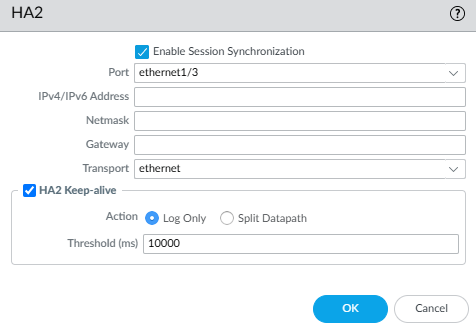 HA2
Enable Session Synchronization
Port ethernet1/3
IPv4/IPv6 Address
Netmask
Gateway
Transport ethernet
HA2 Keep-alive
Action Log Only Split Datapath
Threshold (ms) 10000
OK Cancel